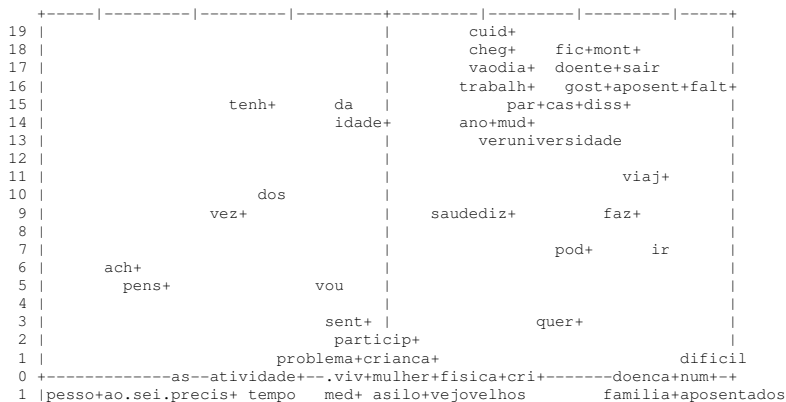 +-----|---------|---------|---------+---------|---------|---------|-----+
19 | cuid+ |
18 | cheg+ fic+mont+ |
17 | vaodia+ doente+sair |
16 | trabalh+ gost+aposent+falt+
15 | tenh+ da | par+cas+diss+ |
14 | idade+ ano+mud+ |
13 | | veruniversidade |
12 | | |
11 | | viaj+ |
10 | dos | |
9 | vez+ | saudediz+ faz+ |
8 | | |
7 | | pod+ ir |
6 | ach+ | |
5 | pens+ vou | |
4 | | |
3 | sent+ | quer+ |
2 | particip+ |
1 | problema+crianca+ dificil
0 +-------------as--atividade+--.viv+mulher+fisica+cri+-------doenca+num+-+
1 |pesso+ao.sei.precis+ tempo med+ asilo+vejovelhos familia+aposentados